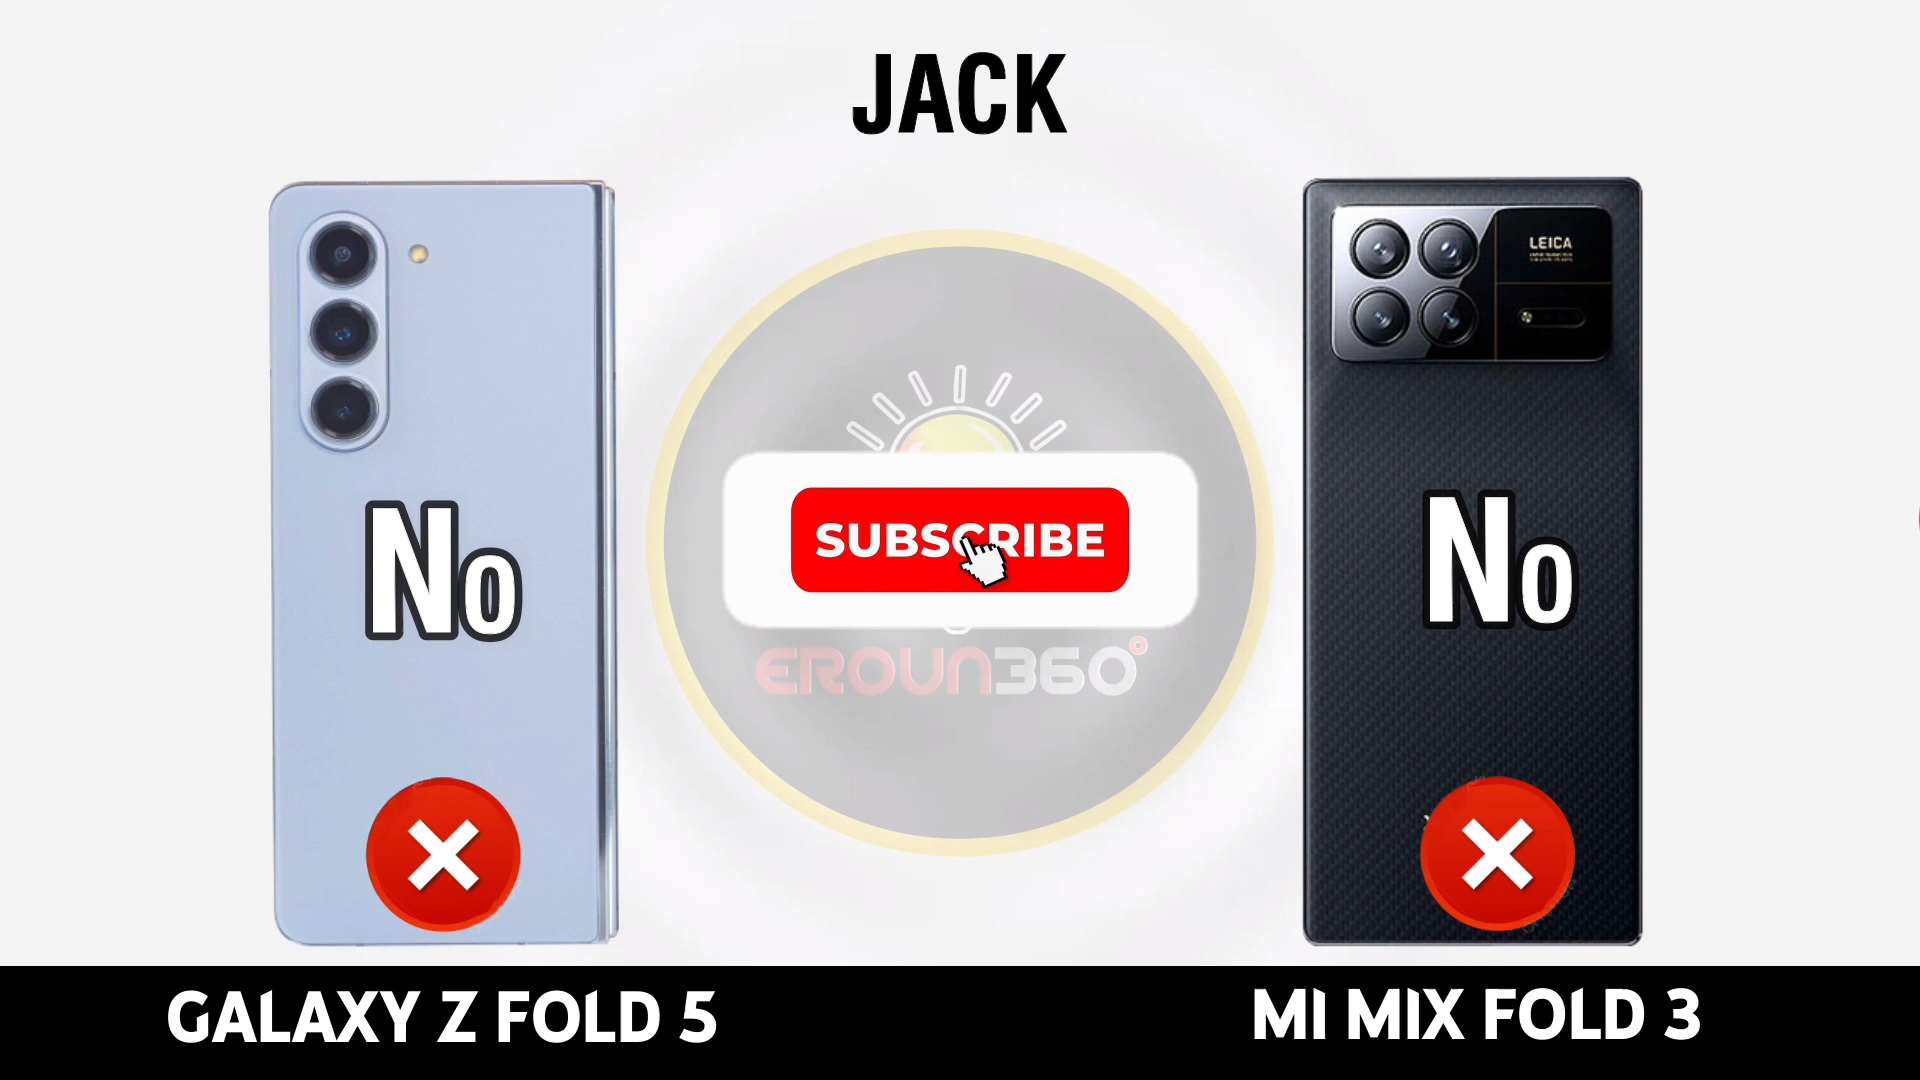 JACK
LEICA
No
No
SUBSCRIBE
EROUN360°
GALAXY Z FOLD 5
MI MIX FOLD 3